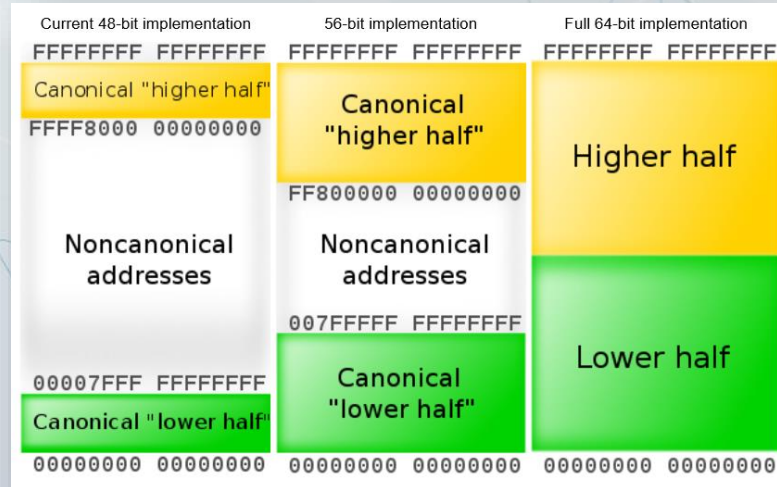 Current 48-bit implementation
FFFFFFFF FFFFFFFF
Canonical "higher half"
FFFF8000 00000000
Noncanonical
addresses
00007FFF FFFFFFFF
Canonical "lower half"
00000000 00000000
56-bit implementation
FFFFFFFF FFFFFFFF
Canonical
"higher half"
FF800000 00000000
Noncanonical
addresses
007FFFFF FFFFFFFF
Canonical
"lower half"
00000000 00000000
Full 64-bit implementation
FFFFFFFF FFFFFFFF
Higher half
Lower half
00000000 00000000